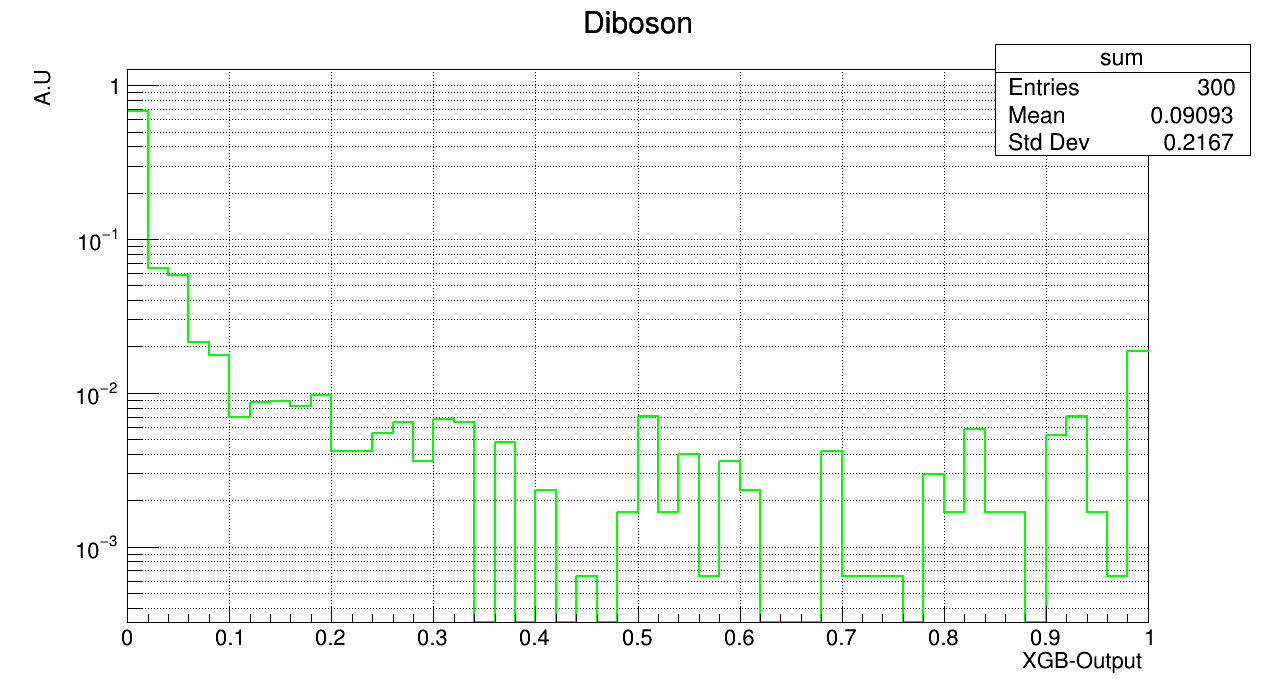 Diboson
A.U
sum
Entries 300
Mean 0.09093
Std Dev 0.2167
1
10⁻¹
10⁻²
10⁻³
0 0.1 0.2 0.3 0.4 0.5 0.6 0.7 0.8 0.9 1
XGB-Output